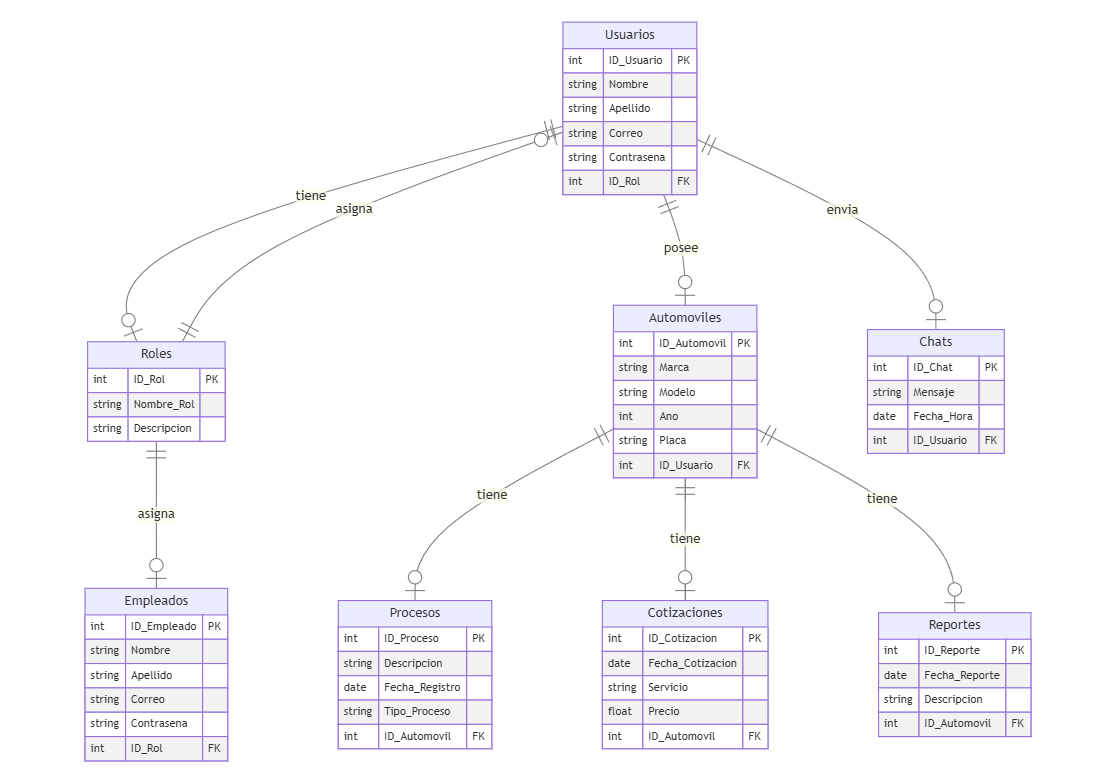 Usuarios
int ID_Usuario PK
string Nombre
string Apellido
string Correo
string Contrasena
int ID_Rol FK
tiene
asigna
posee
envia
Roles
int ID_Rol PK
string Nombre_Rol
string Descripcion
Automoviles
int ID_Automovil PK
string Marca
string Modelo
int Ano
string Placa
int ID_Usuario FK
Chats
int ID_Chat PK
string Mensaje
date Fecha_Hora
int ID_Usuario FK
asigna
tiene
tiene
tiene
Empleados
int ID_Empleado PK
string Nombre
string Apellido
string Correo
string Contrasena
int ID_Rol FK
Procesos
int ID_Proceso PK
string Descripcion
date Fecha_Registro
string Tipo_Proceso
int ID_Automovil FK
Cotizaciones
int ID_Cotizacion PK
date Fecha_Cotizacion
string Servicio
float Precio
int ID_Automovil FK
Reportes
int ID_Reporte PK
date Fecha_Reporte
string Descripcion
int ID_Automovil FK